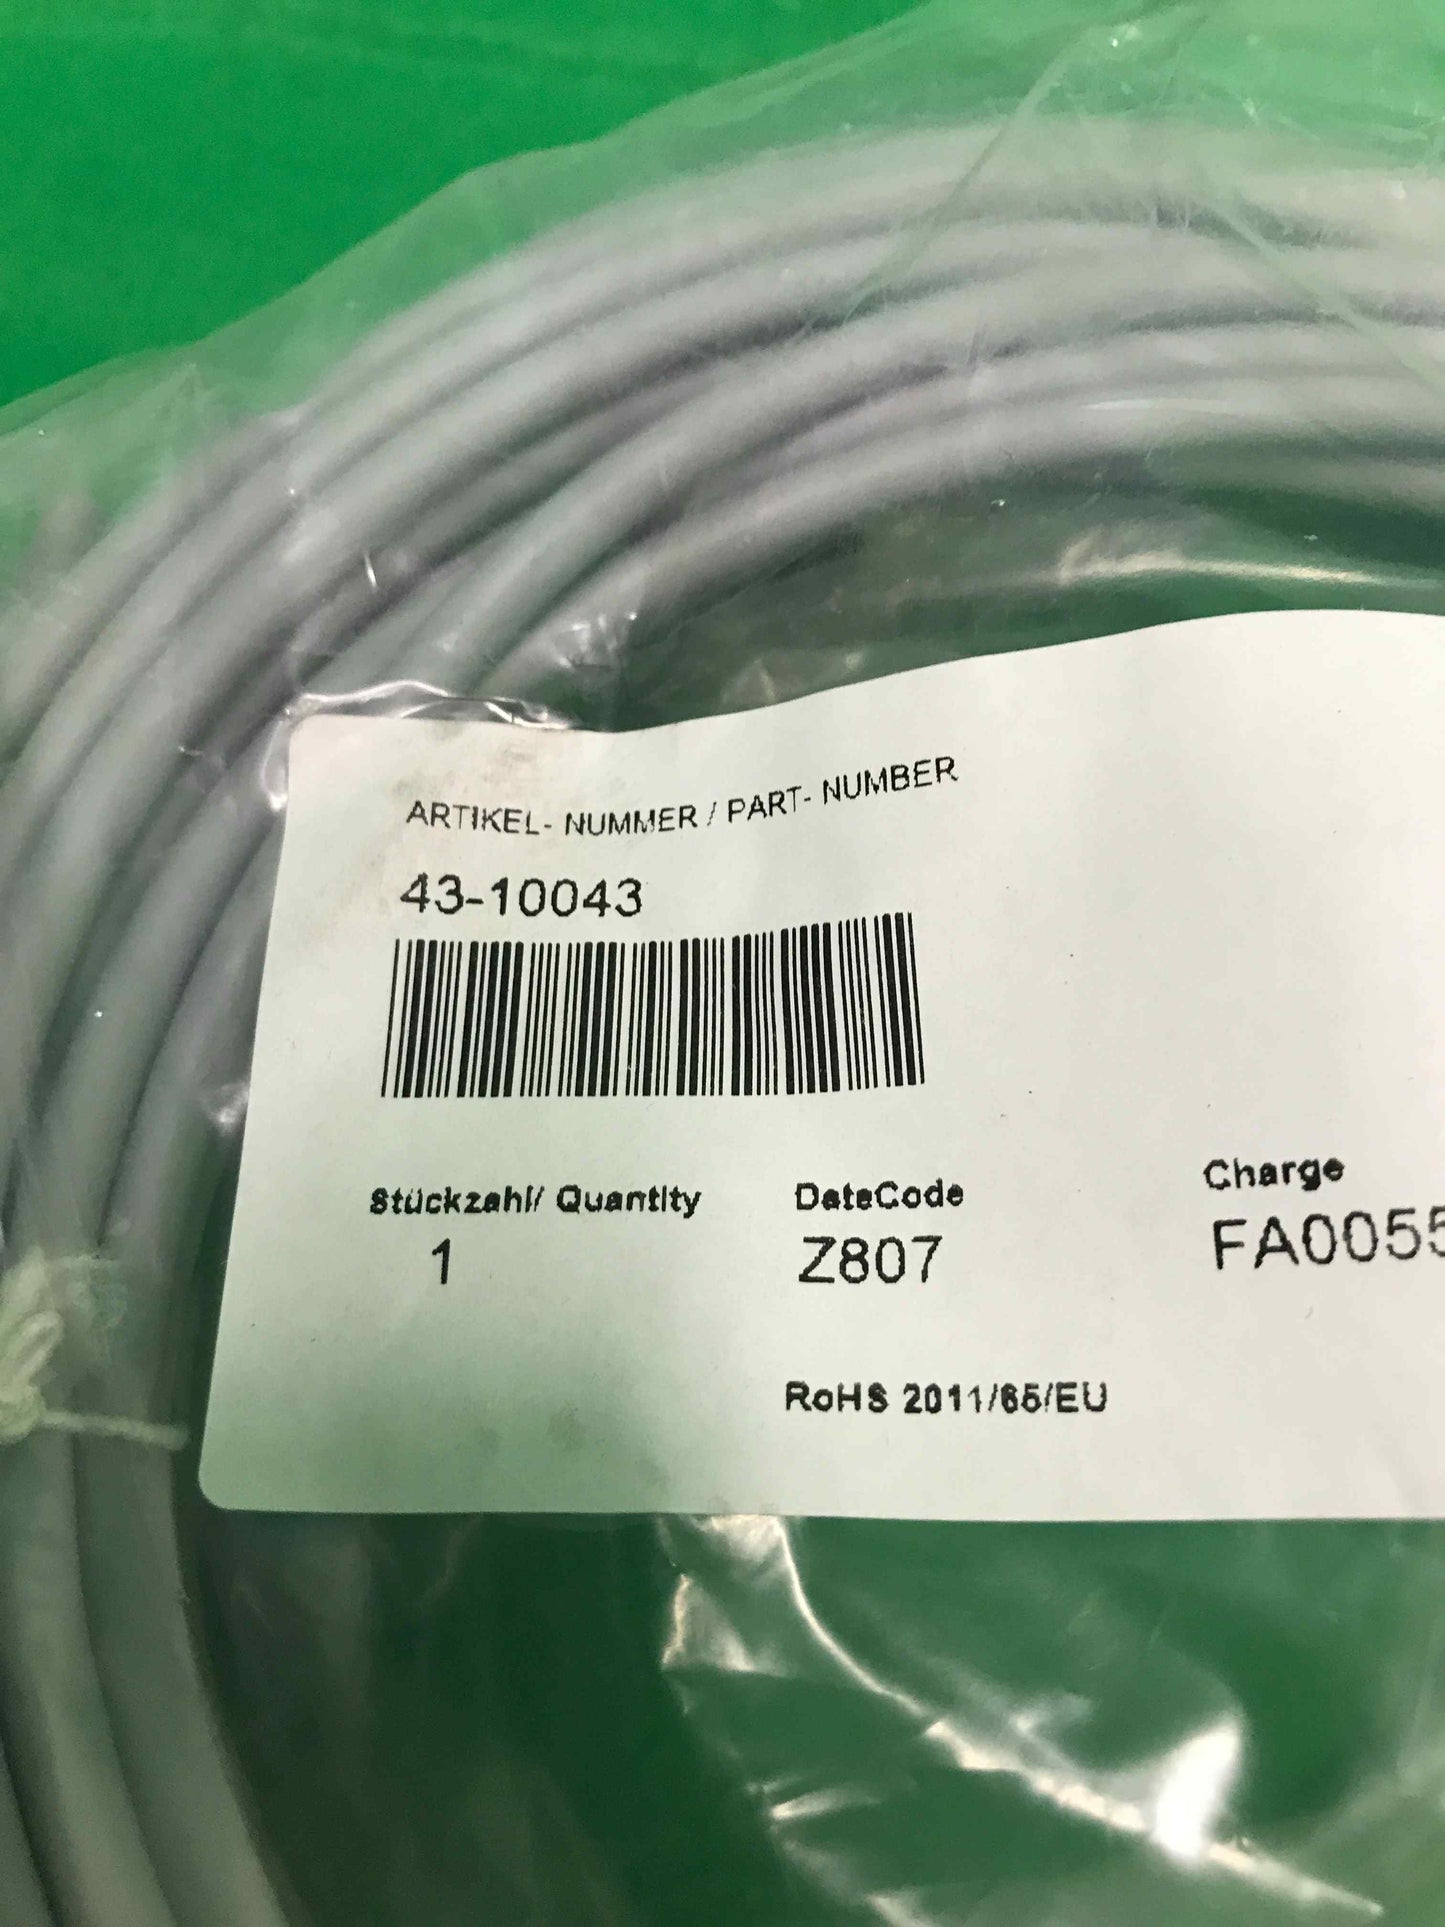 ARTIKEL- NUMMER / PART- NUMBER
43-10043
Stückzahl/ Quantity
1
DateCode
Z807
Charge
FA0055
RoHS 2011/65/EU